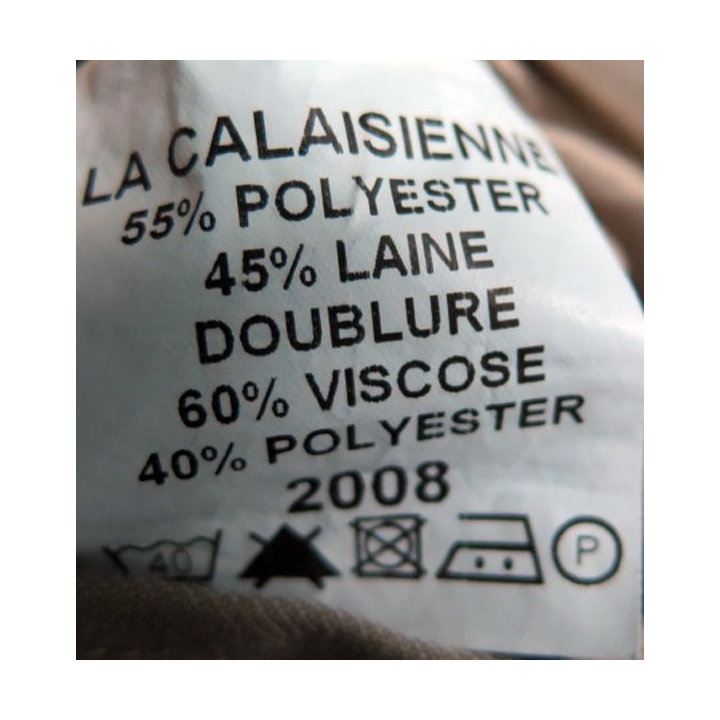 LA CALAISIENNE
55% POLYESTER
45% LAINE
DOUBLURE
60% VISCOSE
40% POLYESTER
2008
40 P